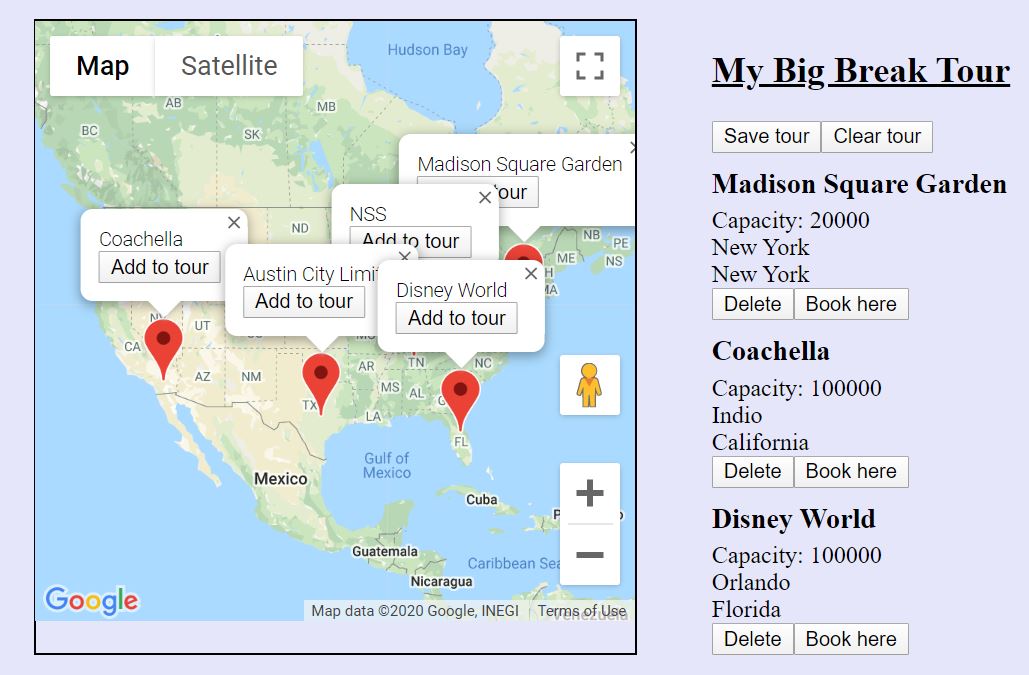 Map
Satellite
Hudson Bay
AB
MB
BC
SK
Madison Square Garden
tour
NSS
Add to tour
Coachella
Add to tour
ND
NB
PE
ME
NS
Austin City Limi
Add to tour
Disney World
Add to tour
UT
CA
AZ
NM
AR
TN
NC
MS
AL
TX
LA
FL
Gulf of
Mexico
Mexico
Cuba
Guatemala
Caribbean Sea
Nicaragua
Venezuela
Google
Map data ©2020 Google, INEGI
Terms of Use
My Big Break Tour
Save tour
Clear tour
Madison Square Garden
Capacity: 20000
New York
New York
Delete
Book here
Coachella
Capacity: 100000
Indio
California
Delete
Book here
Disney World
Capacity: 100000
Orlando
Florida
Delete
Book here